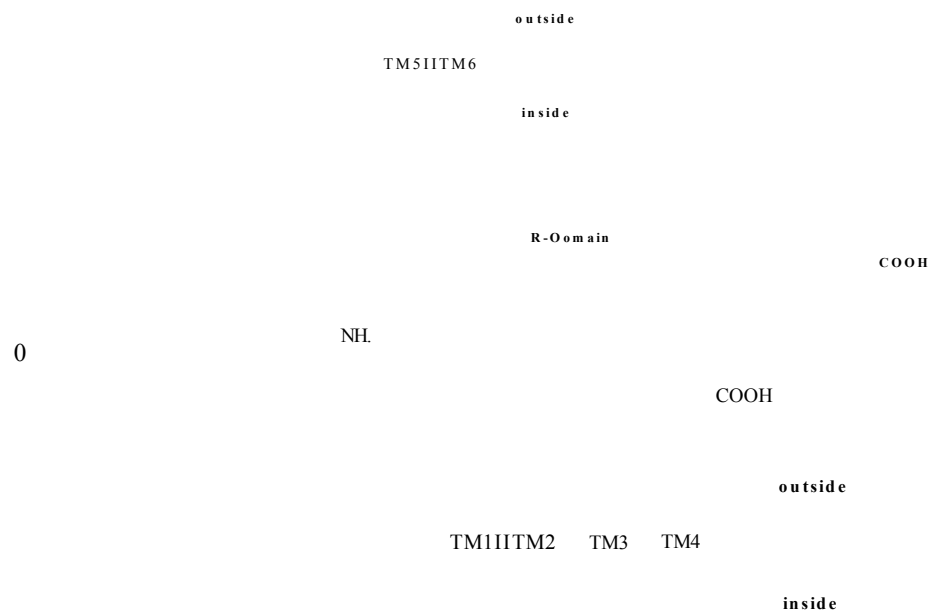 outside
TM5IITM6
inside
R-Oomain
COOH
NH.
0
COOH
outside
TM1IITM2 TM3 TM4
inside